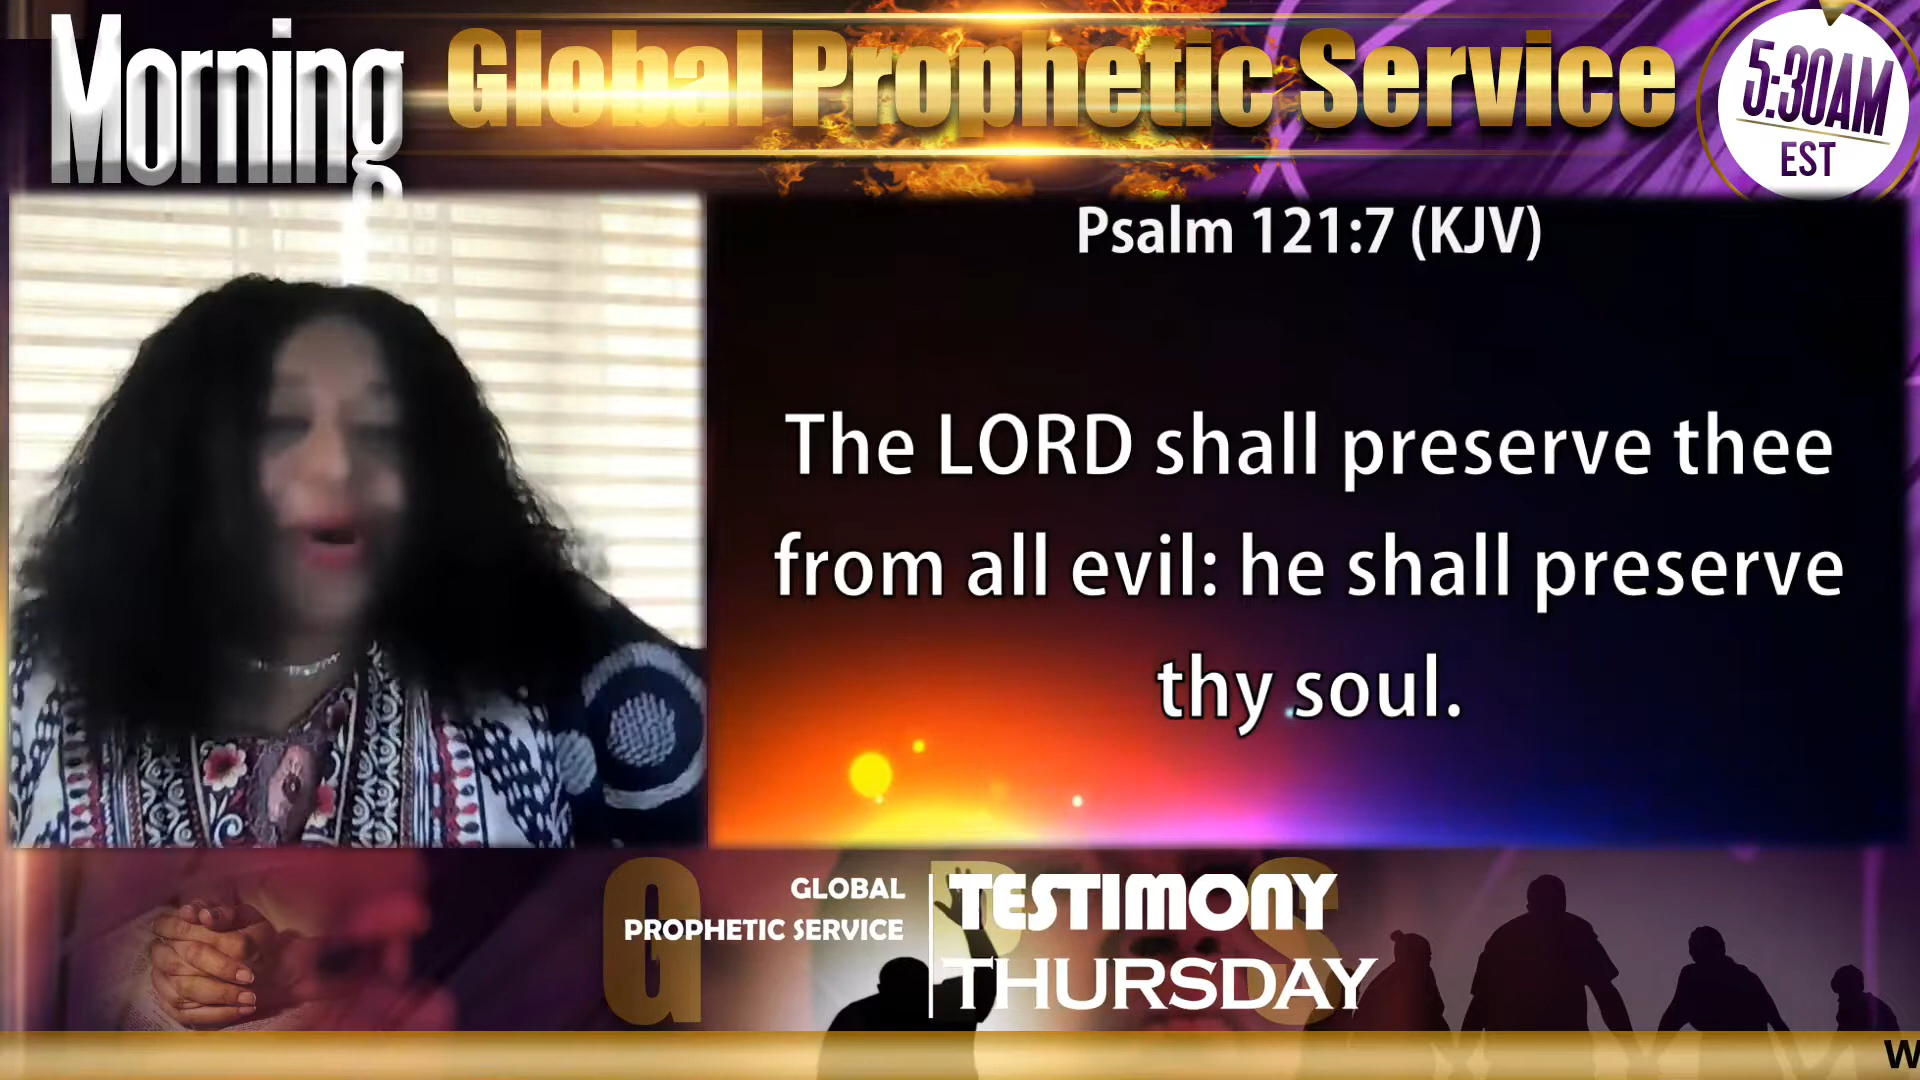 Morning
Global Prophetic Service
5:30AM
EST
Psalm 121:7 (KJV)
The LORD shall preserve thee
from all evil: he shall preserve
thy soul.
GPS
GLOBAL
PROPHETIC SERVICE
TESTIMONY
THURSDAY
W